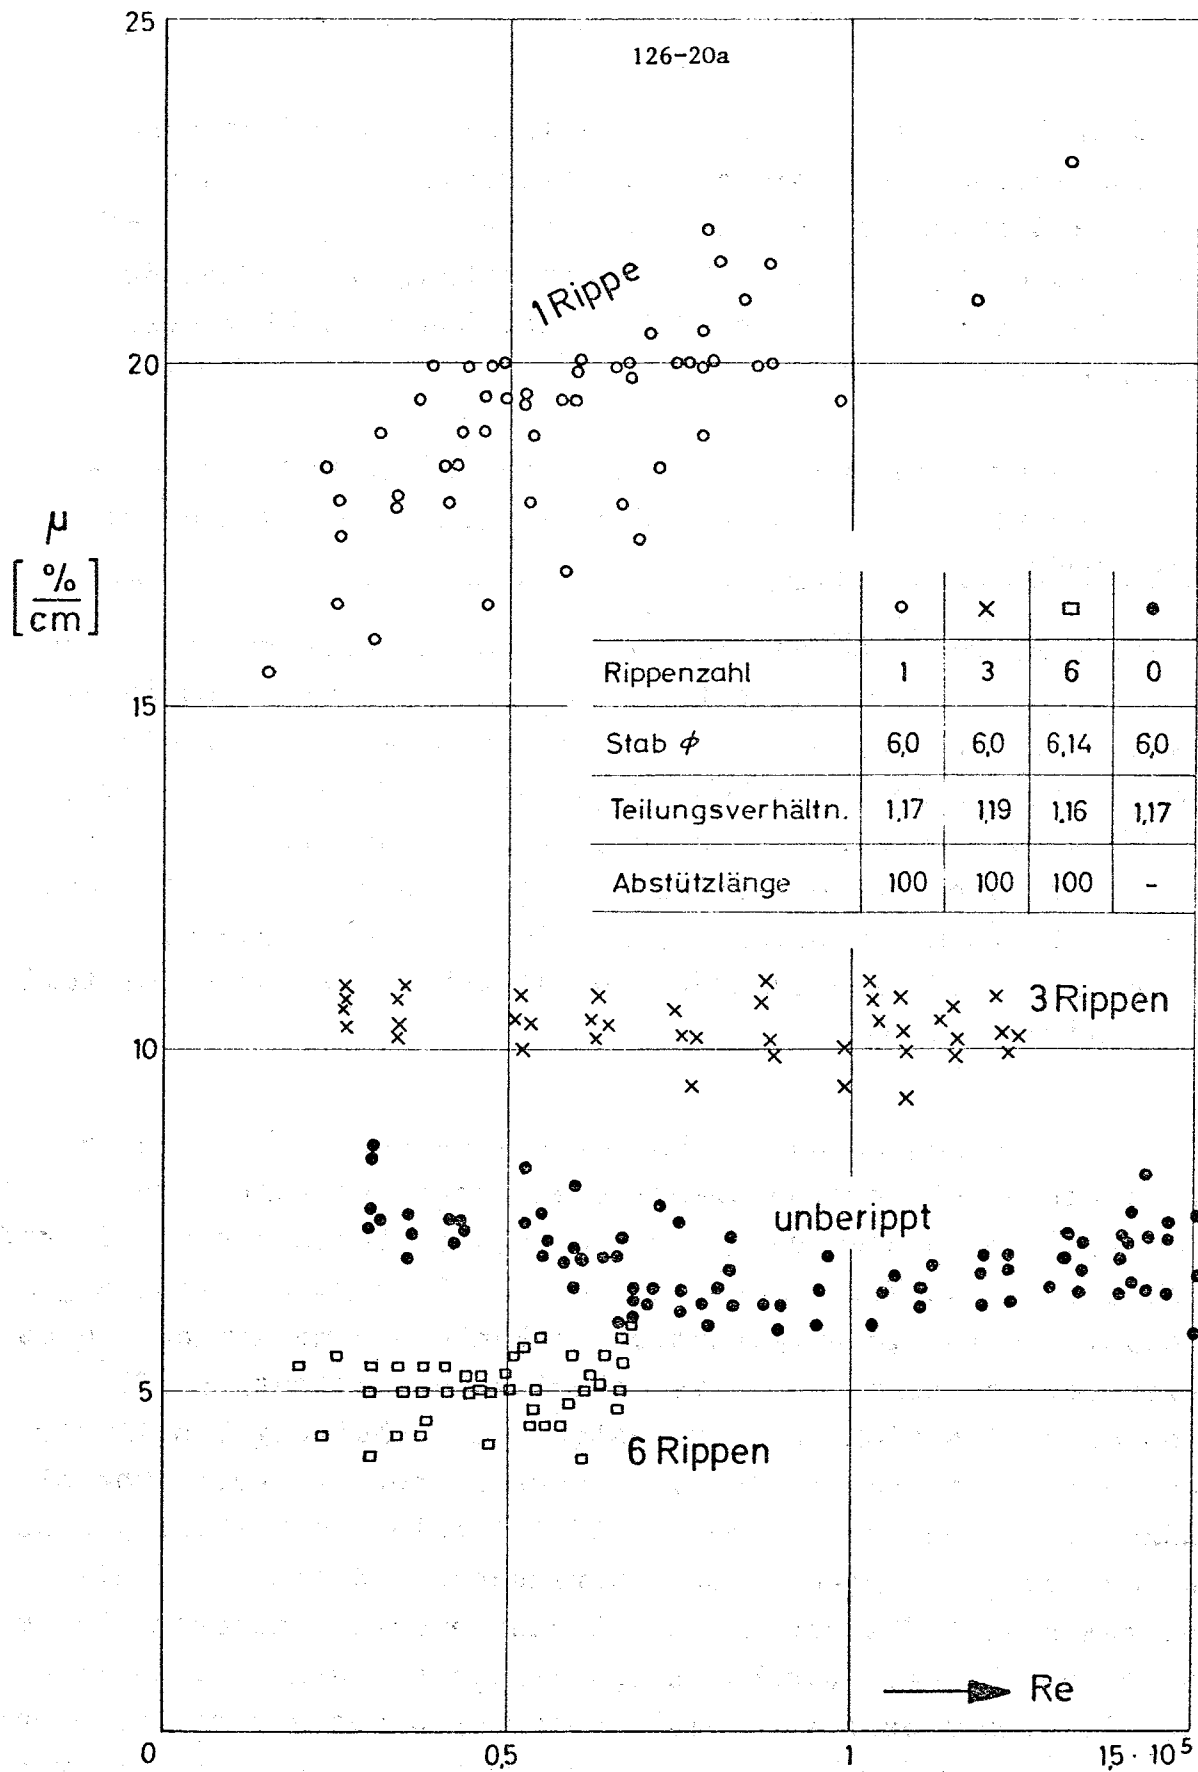 25
126-20a
1 Rippe
20
µ
[%/cm]
○ × □ ●
Rippenzahl 1 3 6 0
15
Stab ϕ 6,0 6,0 6,14 6,0
Teilungsverhältn. 1,17 1,19 1,16 1,17
Abstützlänge 100 100 100 -
3 Rippen
10
unberippt
5
6 Rippen
Re
0 0,5 1 1,5 · 10⁵